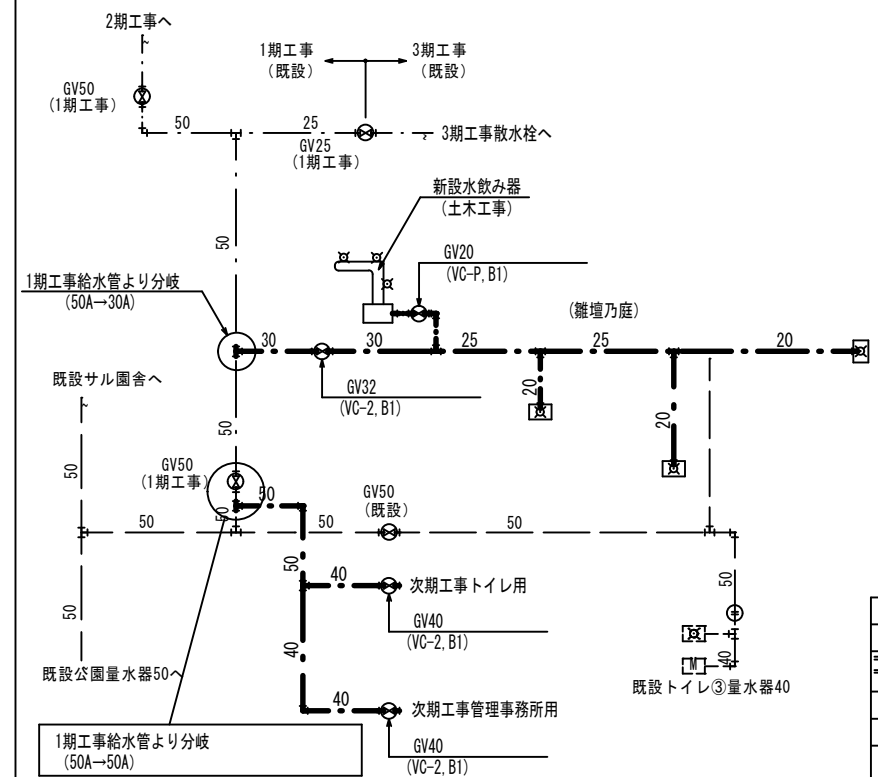 2期工事へ
1期工事
(既設)
3期工事
(既設)
GV50
(1期工事)
50
25
GV25
(1期工事)
3期工事散水栓へ
50
新設水飲み器
(土木工事)
GV20
(VC-P, B1)
1期工事給水管より分岐
(50A→30A)
(雛壇乃庭)
30
30
25
25
20
GV32
(VC-2, B1)
20
20
既設サル園舎へ
50
50
GV50
(1期工事)
50
50
GV50
(既設)
50
50
50
50
50
50
40
次期工事トイレ用
GV40
(VC-2, B1)
40
M
40
既設トイレ③量水器40
既設公園量水器50へ
40
次期工事管理事務所用
GV40
(VC-2, B1)
1期工事給水管より分岐
(50A→50A)